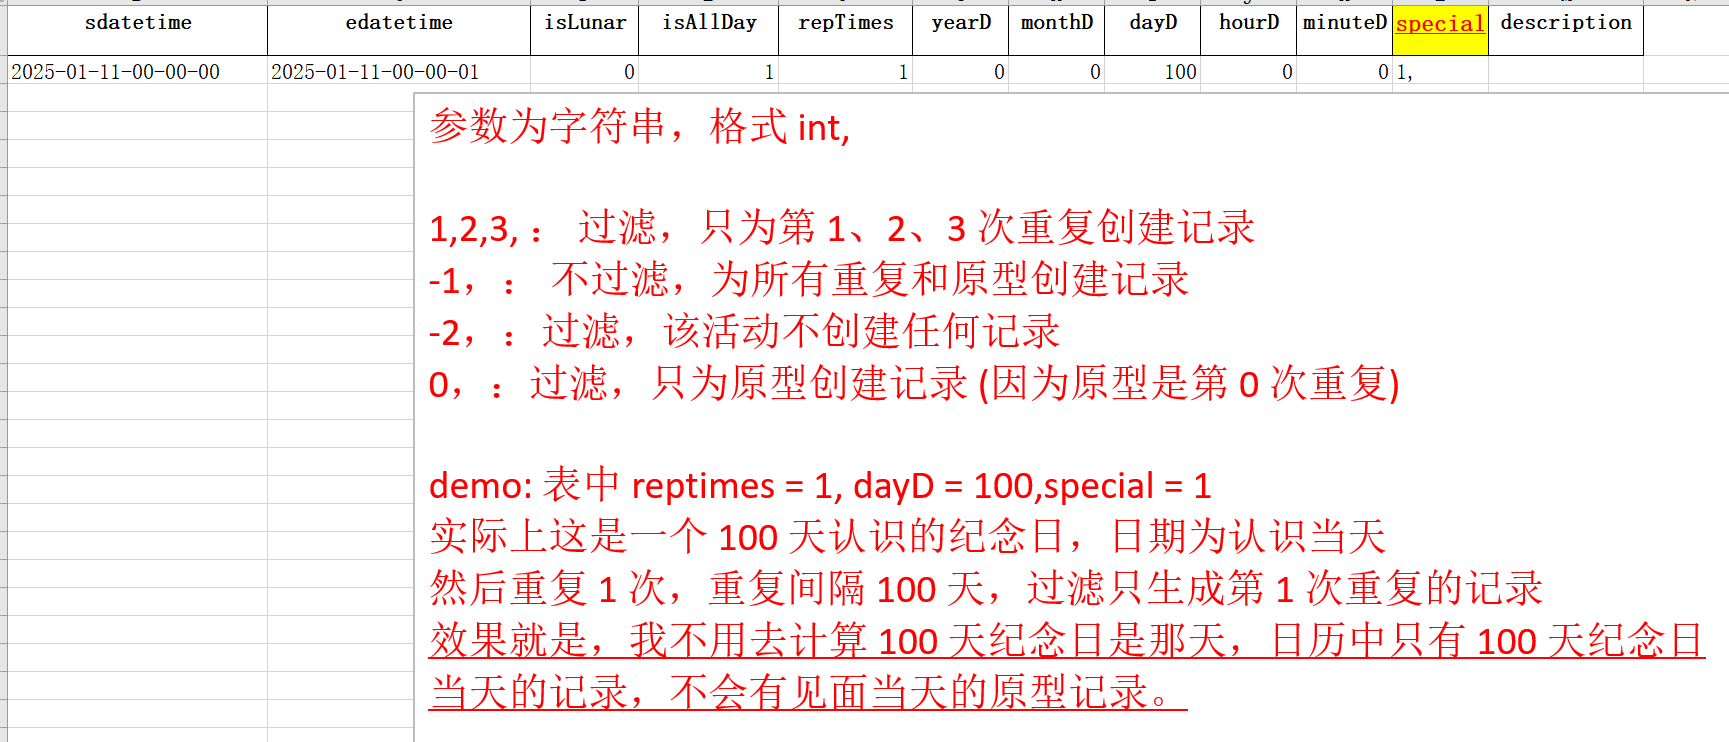 sdatetime edatetime isLunar isAllDay repTimes yearD monthD dayD hourD minuteD special description
2025-01-11-00-00-00 2025-01-11-00-00-01 0 1 1 0 0 100 0 0 1,
参数为字符串，格式 int,
1,2,3, ： 过滤，只为第 1、2、3 次重复创建记录
-1，： 不过滤，为所有重复和原型创建记录
-2，：过滤，该活动不创建任何记录
0，：过滤，只为原型创建记录 (因为原型是第 0 次重复)
demo: 表中 reptimes = 1, dayD = 100,special = 1
实际上这是一个 100 天认识的纪念日，日期为认识当天
然后重复 1 次，重复间隔 100 天，过滤只生成第 1 次重复的记录
效果就是，我不用去计算 100 天纪念日是那天，日历中只有 100 天纪念日
当天的记录，不会有见面当天的原型记录。